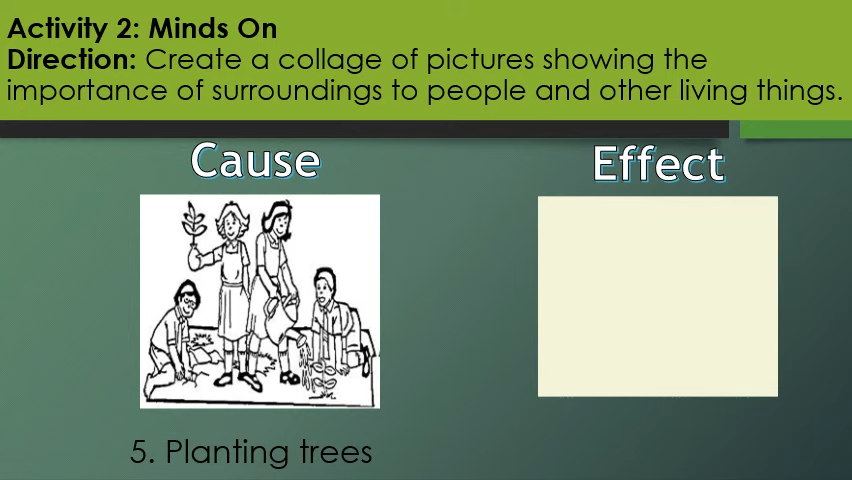 Activity 2: Minds On
Direction: Create a collage of pictures showing the
importance of surroundings to people and other living things.
Cause
Effect
5. Planting trees